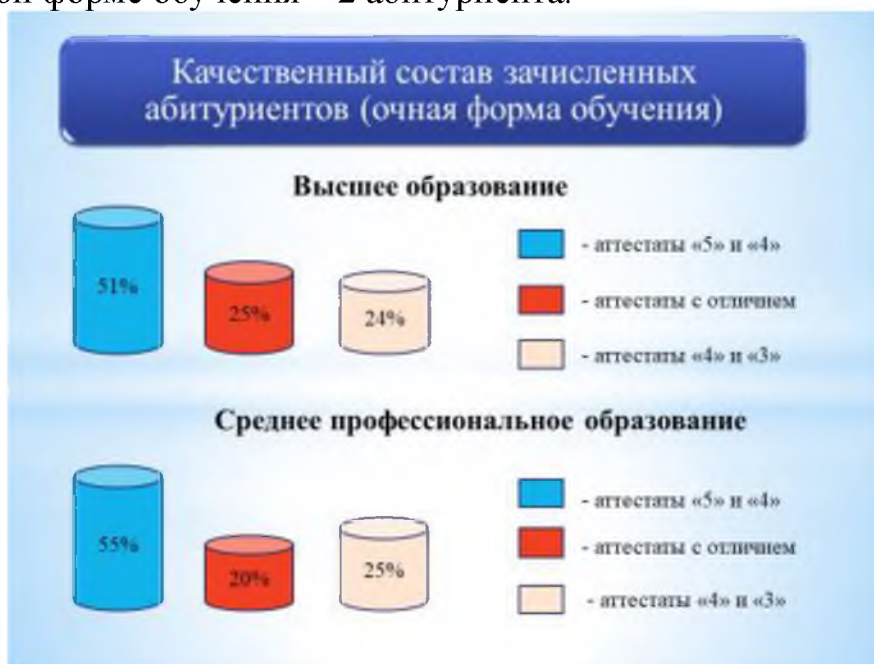 форме обучения – 2 абитуриента.
Качественный состав зачисленных
абитуриентов (очная форма обучения)
Высшее образование
51%
25%
24%
- аттестаты «5» и «4»
- аттестаты с отличием
- аттестаты «4» и «3»
Среднее профессиональное образование
55%
20%
25%
- аттестаты «5» и «4»
- аттестаты с отличием
- аттестаты «4» и «3»